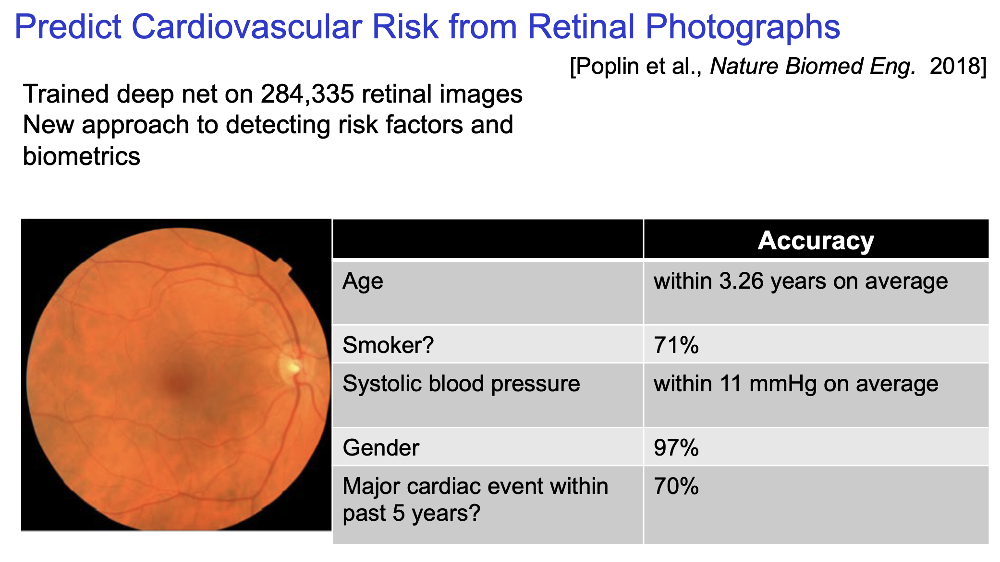 Predict Cardiovascular Risk from Retinal Photographs
[Poplin et al., Nature Biomed Eng. 2018]
Trained deep net on 284,335 retinal images
New approach to detecting risk factors and
biometrics
Accuracy
Age within 3.26 years on average
Smoker? 71%
Systolic blood pressure within 11 mmHg on average
Gender 97%
Major cardiac event within 70%
past 5 years?